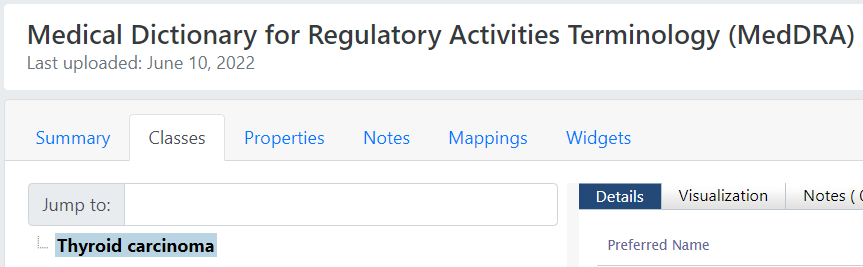 Medical Dictionary for Regulatory Activities Terminology (MedDRA)
Last uploaded: June 10, 2022
Summary Classes Properties Notes Mappings Widgets
Jump to:
Details Visualization Notes (
Thyroid carcinoma
Preferred Name